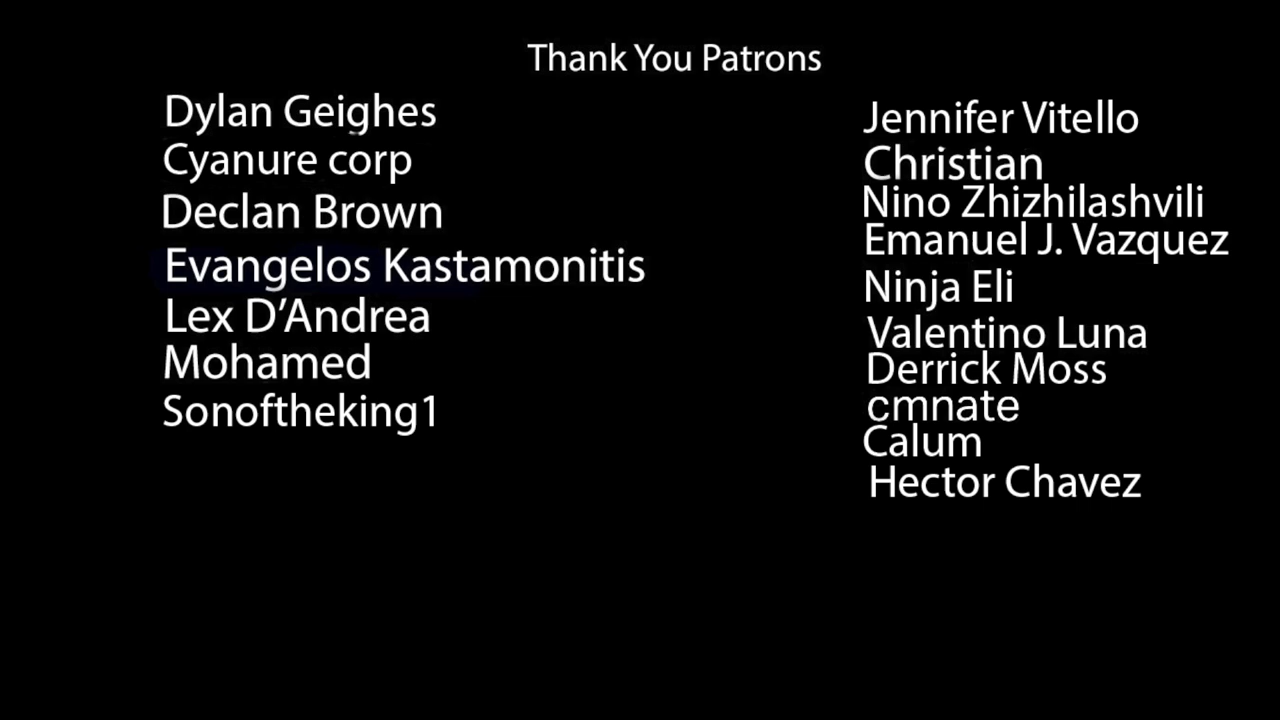 Thank You Patrons
Dylan Geighes
Cyanure corp
Declan Brown
Evangelos Kastamonitis
Lex D’Andrea
Mohamed
Sonoftheking1
Jennifer Vitello
Christian
Nino Zhizhilashvili
Emanuel J. Vazquez
Ninja Eli
Valentino Luna
Derrick Moss
cmnate
Calum
Hector Chavez